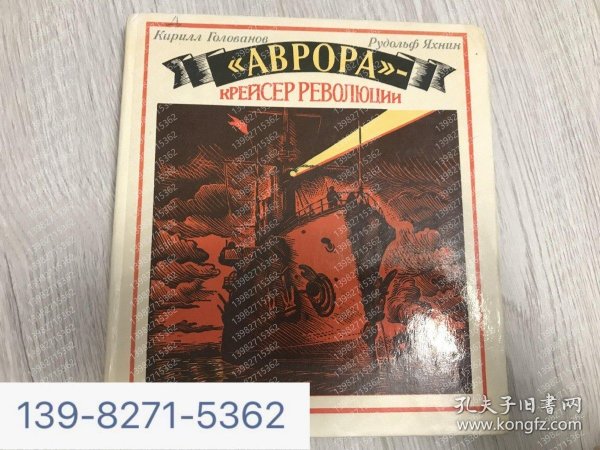 Кирилл Голованов
Рудольф Яхнин
«АВРОРА»-
КРЕЙСЕР РЕВОЛЮЦИИ
13982715362
139-8271-5362
孔夫子旧书网
www.kongfz.com